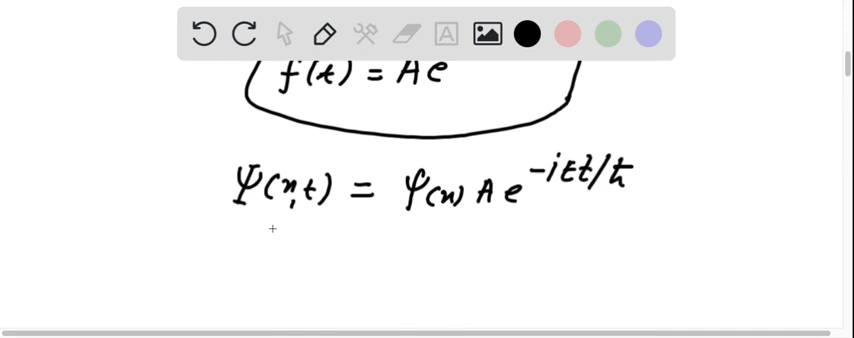 f(t) = Ae
Ψ(x,t) = φ(x) A e^{-iEt/ħ}